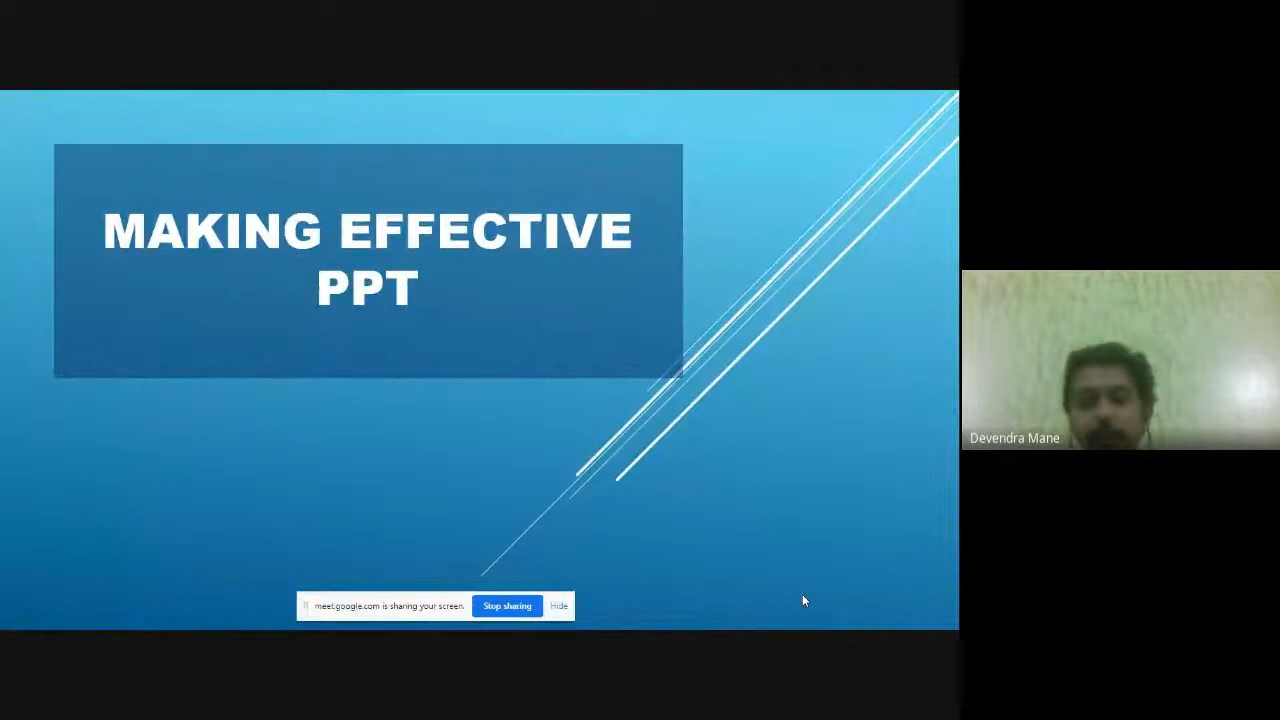 MAKING EFFECTIVE
PPT
Devendra Mane
meet.google.com is sharing your screen.
Stop sharing
Hide